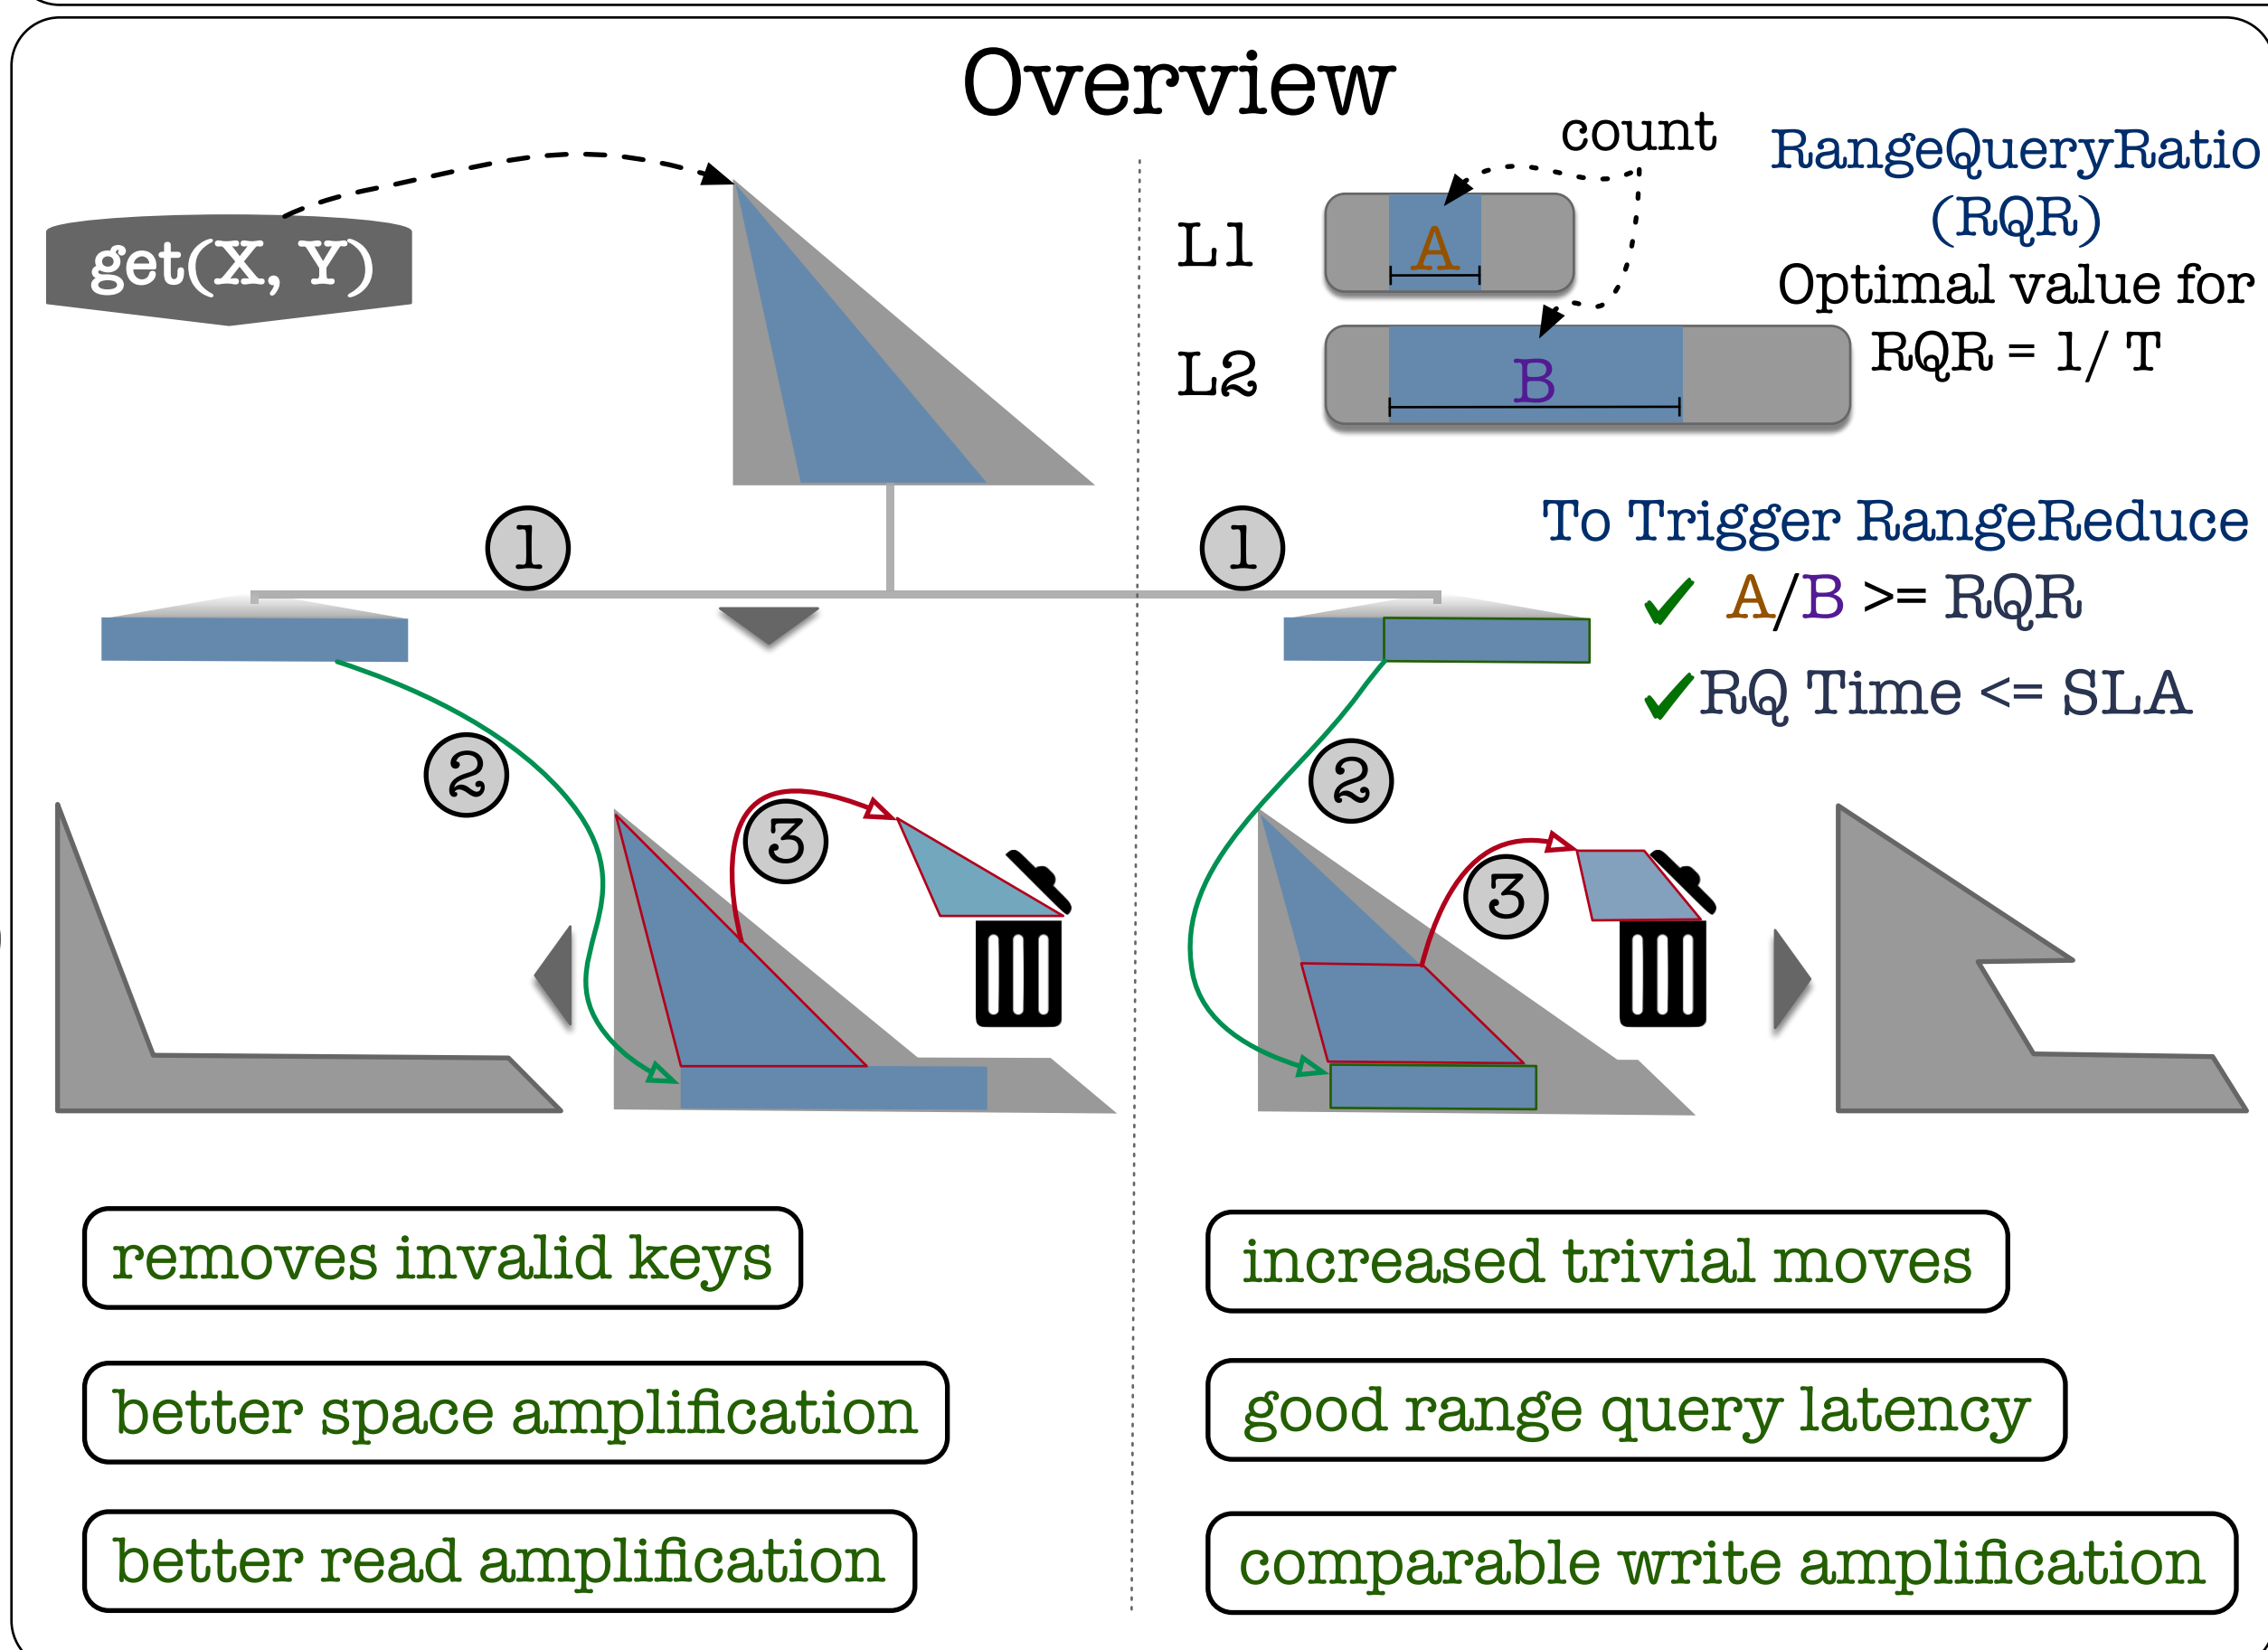 Overview
get(X, Y)
1
2
3
removes invalid keys
better space amplification
better read amplification
count
L1
A
L2
B
RangeQueryRatio
(RQR)
Optimal value for
RQR = 1/ T
1
To Trigger RangeReduce
A/B >= RQR
RQ Time <= SLA
2
3
increased trivial moves
good range query latency
comparable write amplification